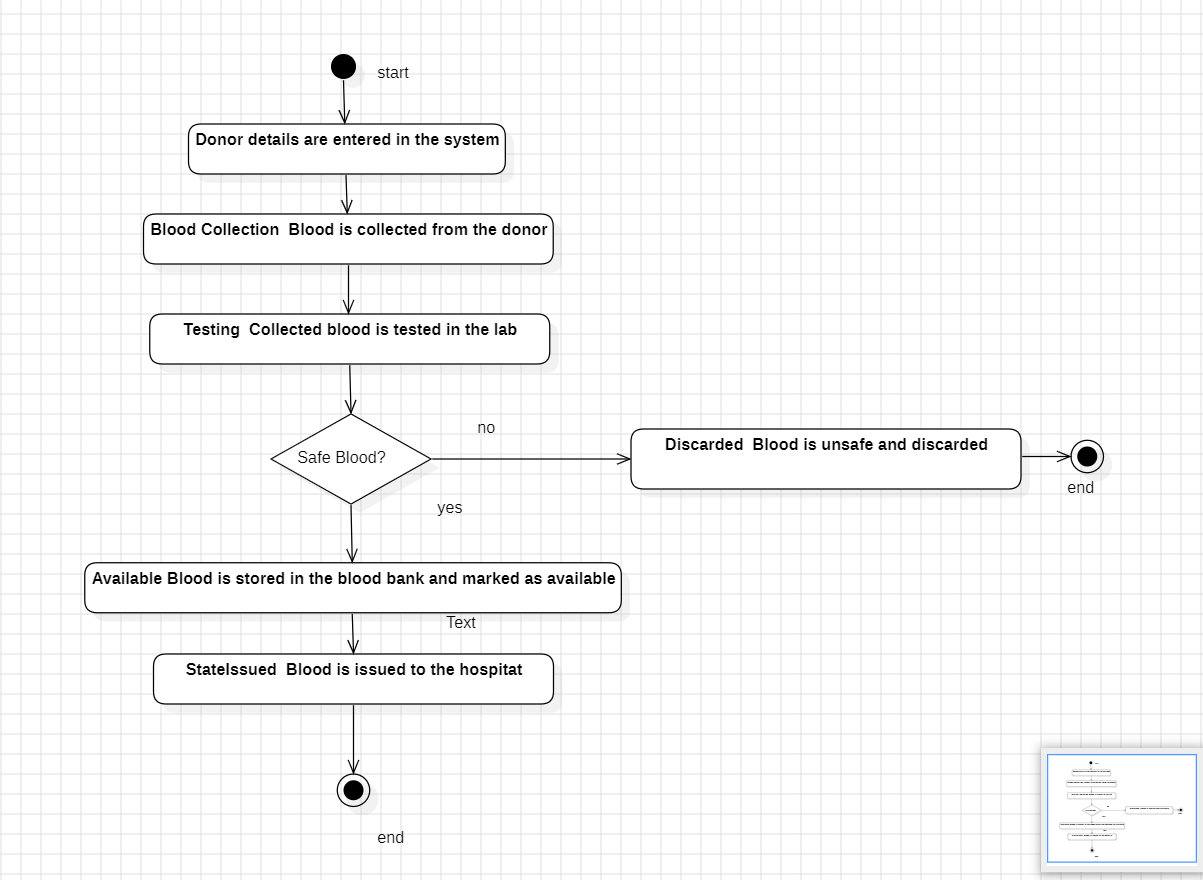 start
Donor details are entered in the system
Blood Collection  Blood is collected from the donor
Testing  Collected blood is tested in the lab
no
Safe Blood?
Discarded  Blood is unsafe and discarded
end
yes
Available Blood is stored in the blood bank and marked as available
Text
StateIssued  Blood is issued to the hospitat
end